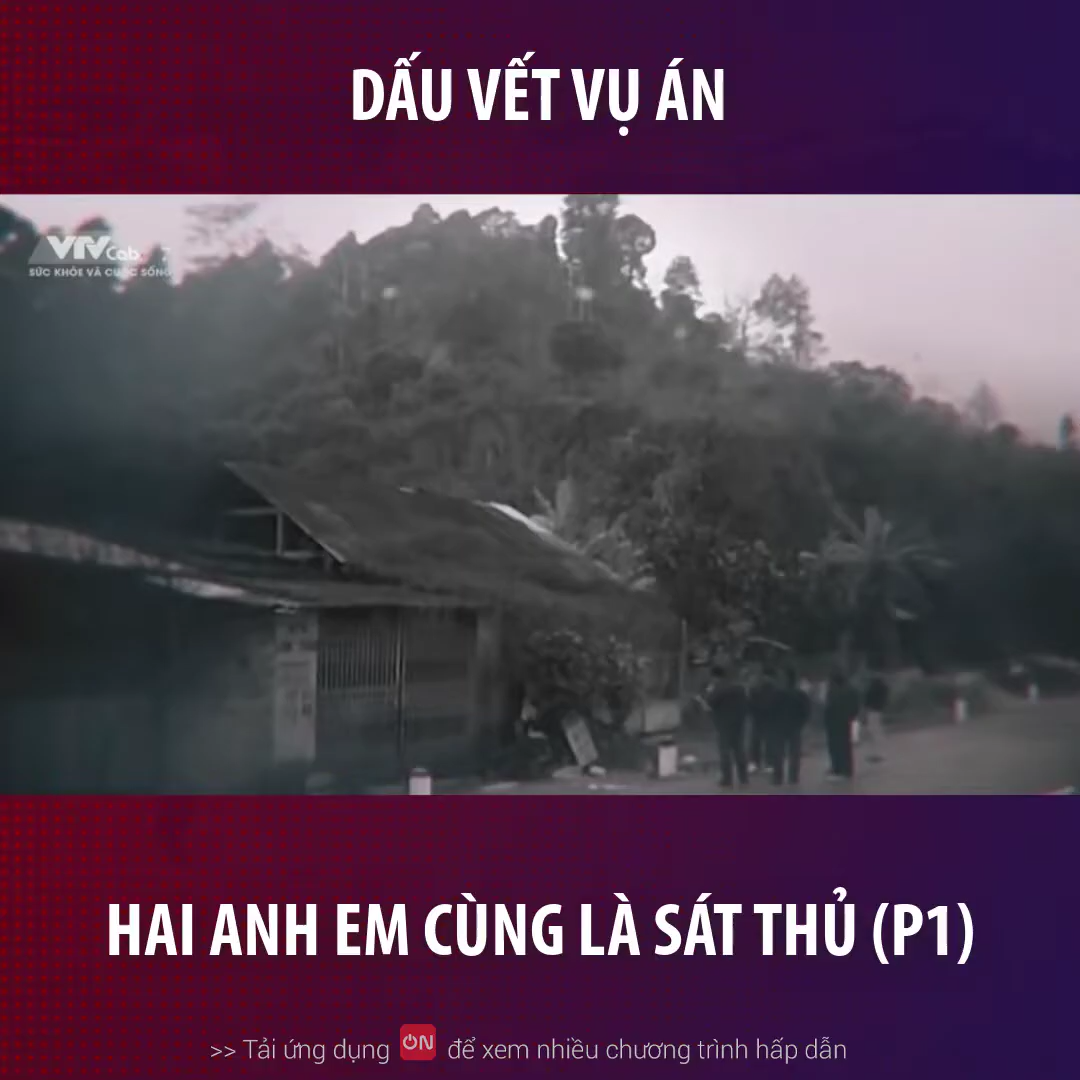 DẤU VẾT VỤ ÁN
VTVCab
SỨC KHỎE VÀ CUỘC SỐNG
HAI ANH EM CÙNG LÀ SÁT THỦ (P1)
>> Tải ứng dụng ON để xem nhiều chương trình hấp dẫn